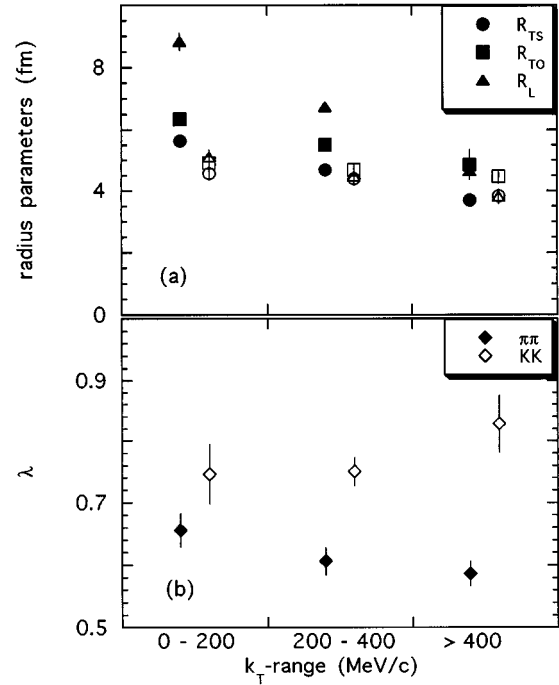 radius parameters (fm)
8
4
0
R_TS
R_TO
R_L
(a)
λ
0.9
0.7
0.5
ππ
KK
(b)
0 - 200
200 - 400
> 400
k_T-range (MeV/c)